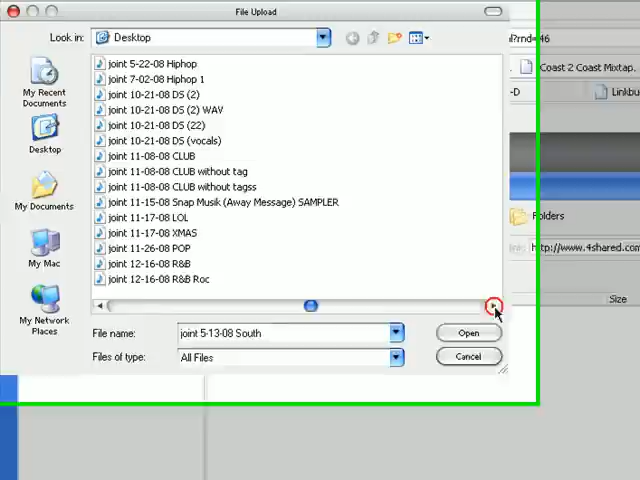 File Upload
Look in:
Desktop
My Recent
Documents
Desktop
My Documents
My Mac
My Network
Places
joint 5-22-08 Hiphop
joint 7-02-08 Hiphop 1
joint 10-21-08 DS (2)
joint 10-21-08 DS (2) WAV
joint 10-21-08 DS (22)
joint 10-21-08 DS (vocals)
joint 11-08-08 CLUB
joint 11-08-08 CLUB without tag
joint 11-08-08 CLUB without tagss
joint 11-15-08 Snap Musik (Away Message) SAMPLER
joint 11-17-08 LOL
joint 11-17-08 XMAS
joint 11-26-08 POP
joint 12-16-08 R&B
joint 12-16-08 R&B Roc
File name:
joint 5-13-08 South
Open
Files of type:
All Files
Cancel
l?rnd=46
Coast 2 Coast Mixtap.
-D
Linkbu
Folders
http://www.4shared.com
Size